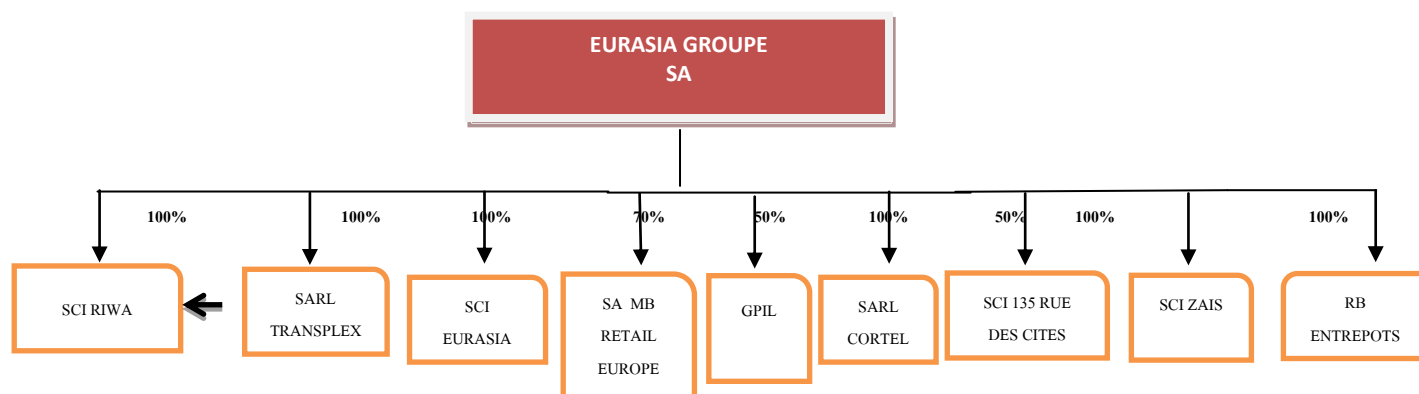 EURASIA GROUPE
SA
100% 100% 100% 70% 50% 100% 50% 100% 100%
SCI RIWA
SARL
TRANSPLEX
SCI
EURASIA
SA MB
RETAIL
EUROPE
GPIL
SARL
CORTEL
SCI 135 RUE
DES CITES
SCI ZAIS
RB
ENTREPOTS